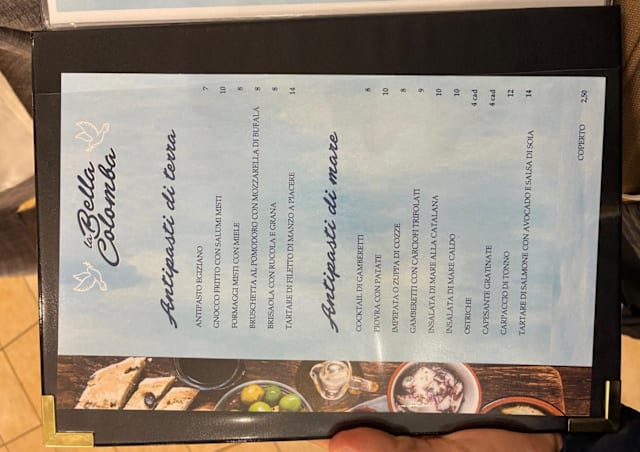 la Bella
Colomba
Antipasti di terra
ANTIPASTO EGIZIANO 7
GNOCCO FRITTO CON SALUMI MISTI 10
FORMAGGI MISTI CON MIELE 8
BRUSCHETTA AL POMODORO CON MOZZARELLA DI BUFALA 8
BRISAOLA CON RUCOLA E GRANA 8
TARTARE DI FILETTO DI MANZO A PIACERE 14
Antipasti di mare
COCKTAIL DI GAMBERETTI 8
PIOVRA CON PATATE 10
IMPEPATA O ZUPPA DI COZZE 8
GAMBERETTI CON CARCIOFI TRIFOLATI 9
INSALATA DI MARE ALLA CATALANA 10
INSALATA DI MARE CALDO 10
OSTRICHE 4 cad
CAPESANTE GRATINATE 4 cad
CARPACCIO DI TONNO 12
TARTARE DI SALMONE CON AVOCADO E SALSA DI SOIA 14
COPERTO 2,50